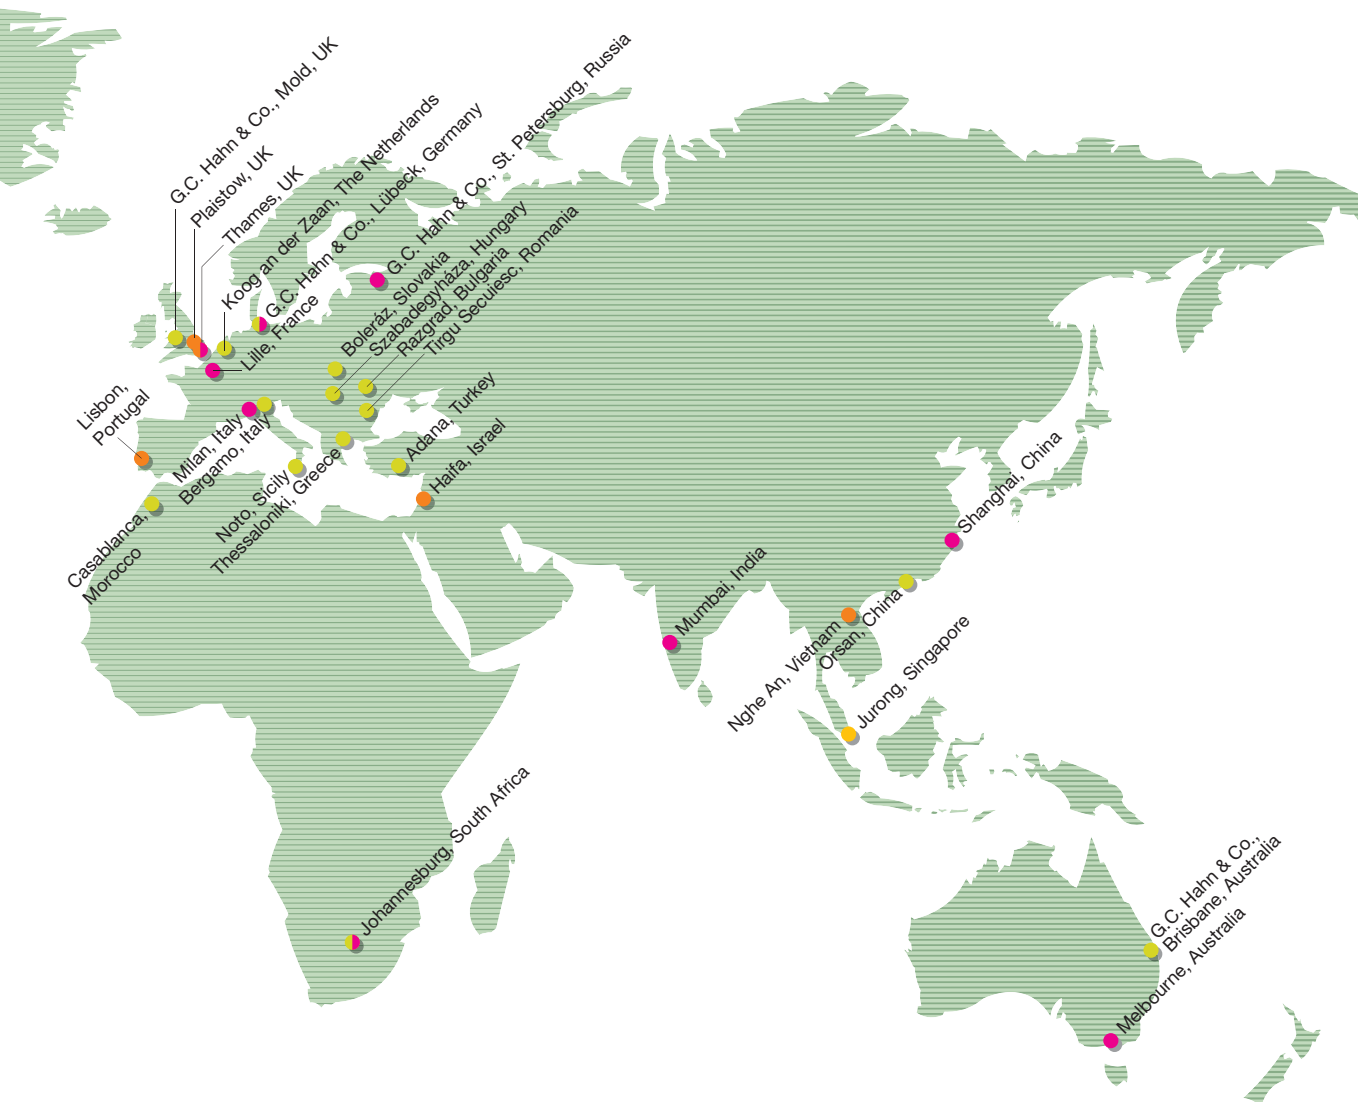 G.C. Hahn & Co., Mold, UK
Plaistow, UK
Thames, UK
Koog an der Zaan, The Netherlands
G.C. Hahn & Co., Lübeck, Germany
G.C. Hahn & Co., St. Petersburg, Russia
Lille, France
Boleráz, Slovakia
Szabadegyháza, Hungary
Razgrad, Bulgaria
Tirgu Secuiesc, Romania
Lisbon,
Portugal
Milan, Italy
Bergamo, Italy
Noto, Sicily
Thessaloniki, Greece
Adana, Turkey
Haifa, Israel
Casablanca,
Morocco
Shanghai, China
Mumbai, India
Orsan, China
Nghe An, Vietnam
Jurong, Singapore
Johannesburg, South Africa
G.C. Hahn & Co.,
Brisbane, Australia
Melbourne, Australia